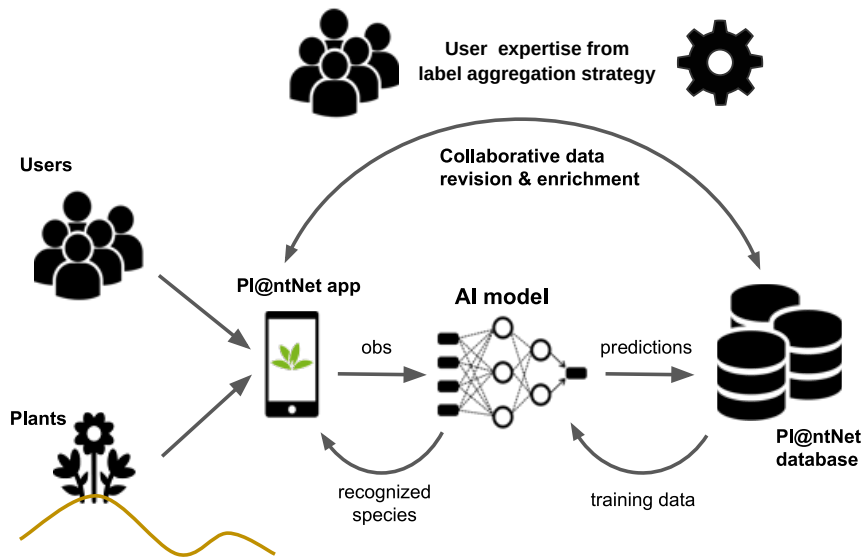 User expertise from
label aggregation strategy
Collaborative data
revision & enrichment
Users
Pl@ntNet app
AI model
obs
predictions
Plants
Pl@ntNet
database
recognized
species
training data